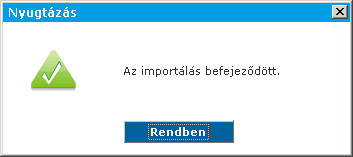 Nyugtázás
Az importálás befejeződött.
Rendben